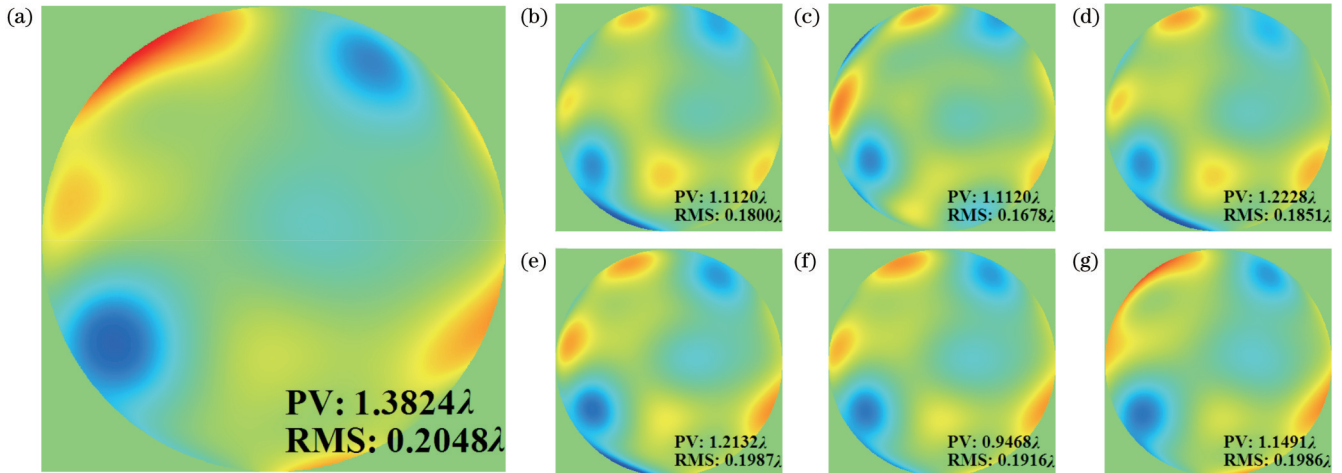 (a)
PV: 1.3824λ
RMS: 0.2048λ
(b)
PV: 1.1120λ
RMS: 0.1800λ
(c)
PV: 1.1120λ
RMS: 0.1678λ
(d)
PV: 1.2228λ
RMS: 0.1851λ
(e)
PV: 1.2132λ
RMS: 0.1987λ
(f)
PV: 0.9468λ
RMS: 0.1916λ
(g)
PV: 1.1491λ
RMS: 0.1986λ